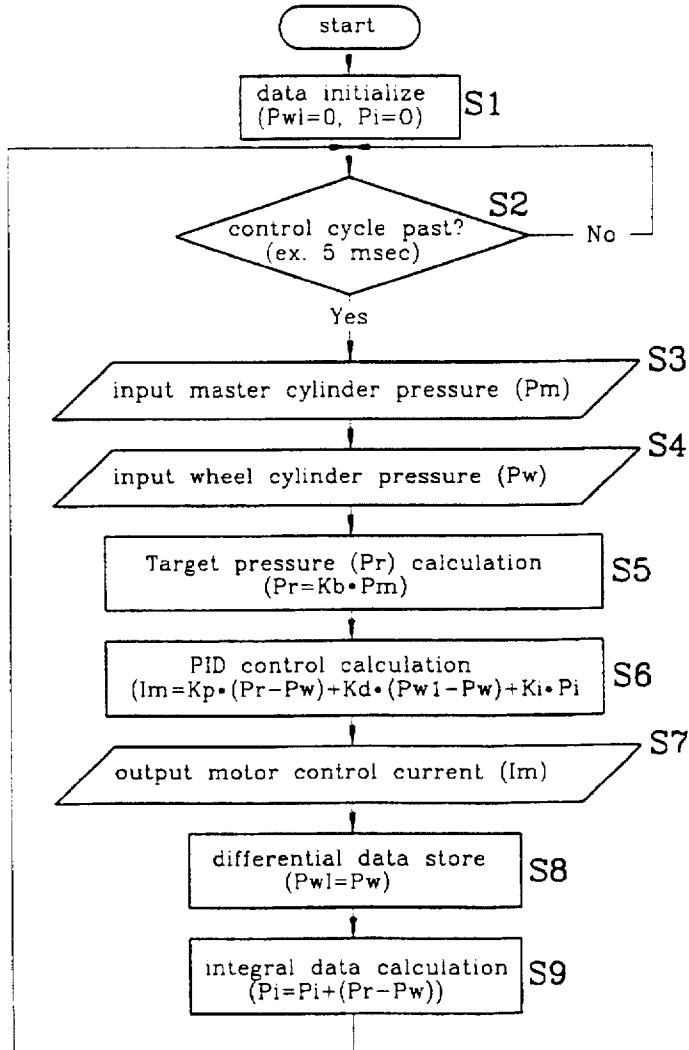 start
data initialize
(Pwl=0, Pi=0)
S1
S2
control cycle past?
(ex. 5 msec)
No
Yes
S3
input master cylinder pressure (Pm)
S4
input wheel cylinder pressure (Pw)
Target pressure (Pr) calculation
(Pr=Kb•Pm)
S5
PID control calculation
(Im=Kp•(Pr−Pw)+Kd•(Pw1−Pw)+Ki•Pi
S6
S7
output motor control current (Im)
differential data store
(Pwl=Pw)
S8
integral data calculation
(Pi=Pi+(Pr−Pw))
S9